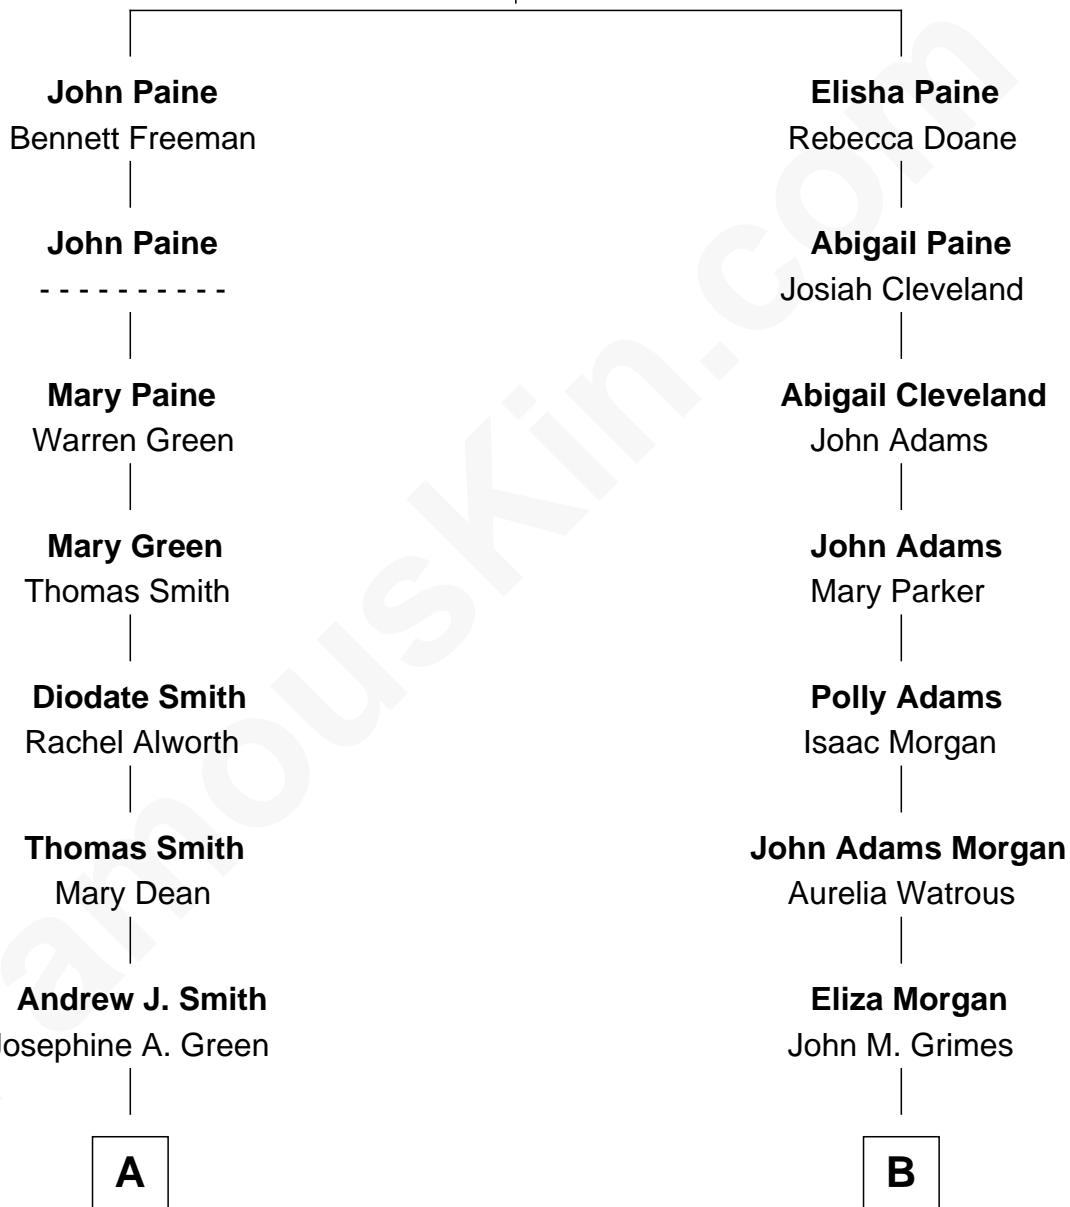 John Paine
Bennett Freeman
John Paine
- - - - - - - - - -
Mary Paine
Warren Green
Mary Green
Thomas Smith
Diodate Smith
Rachel Alworth
Thomas Smith
Mary Dean
Andrew J. Smith
Josephine A. Green
A
Elisha Paine
Rebecca Doane
Abigail Paine
Josiah Cleveland
Abigail Cleveland
John Adams
John Adams
Mary Parker
Polly Adams
Isaac Morgan
John Adams Morgan
Aurelia Watrous
Eliza Morgan
John M. Grimes
B
amouskin.com